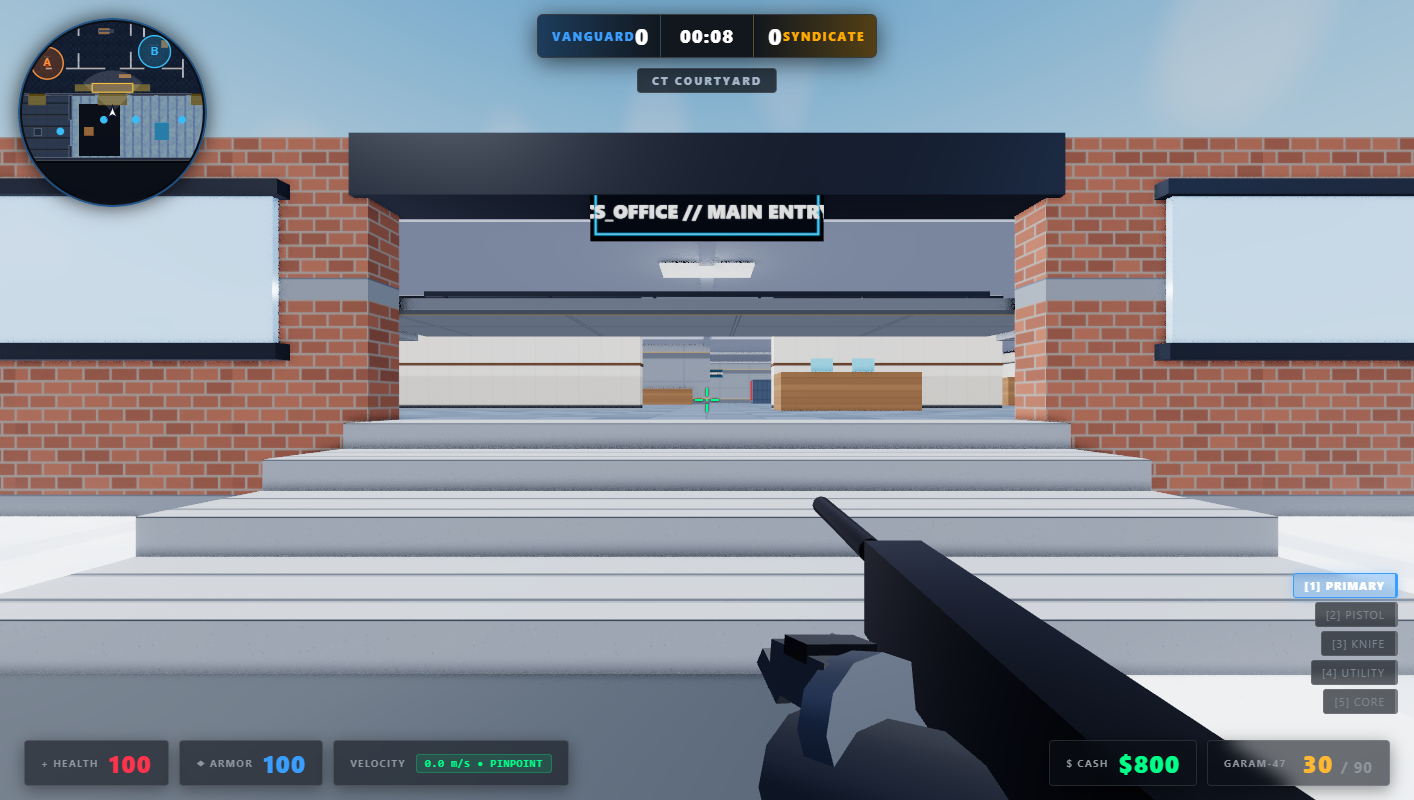 A
B
VANGUARD 0
00:08
0 SYNDICATE
CT COURTYARD
S_OFFICE // MAIN ENTRY
[1] PRIMARY
[2] PISTOL
[3] KNIFE
[4] UTILITY
[5] CORE
+ HEALTH 100
ARMOR 100
VELOCITY 0.0 m/s • PINPOINT
$ CASH $800
GARAM-47 30 / 90